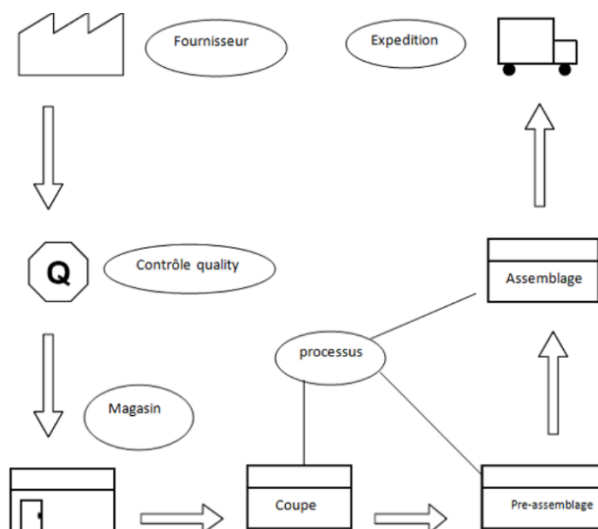 Fournisseur
Expedition
Q
Contrôle quality
Assemblage
processus
Magasin
Coupe
Pre-assemblage